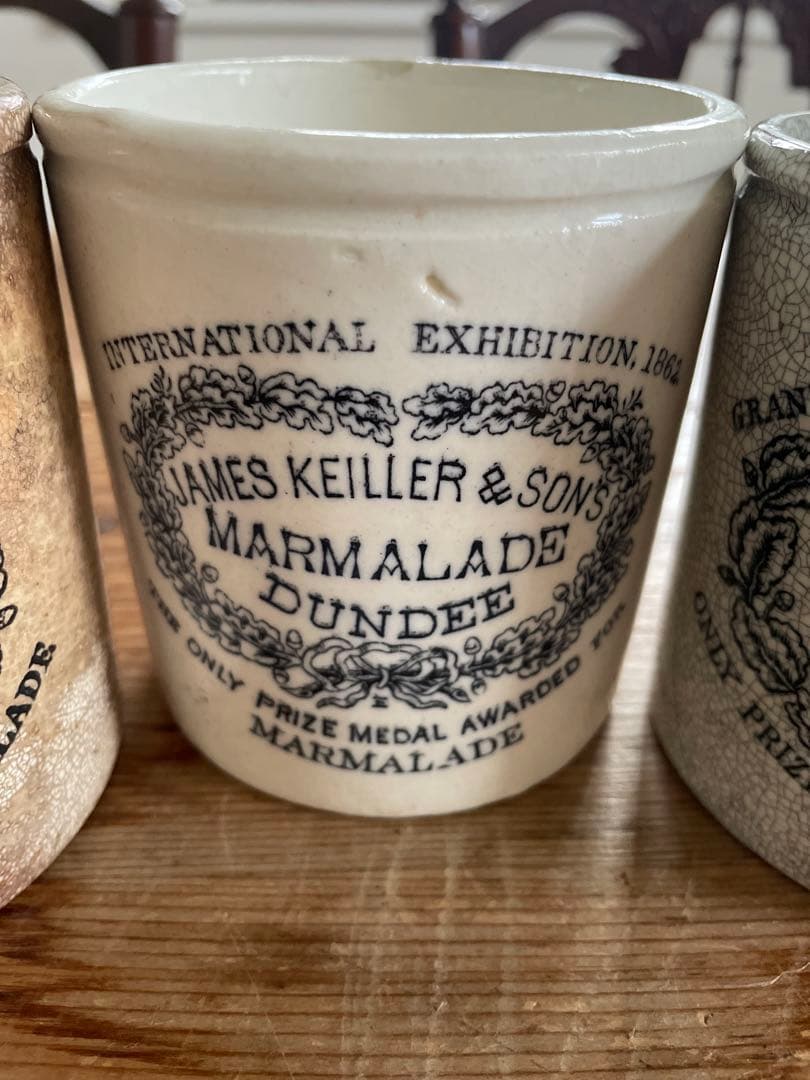 INTERNATIONAL EXHIBITION, 1862
JAMES KEILLER & SONS
MARMALADE
DUNDEE
THE ONLY PRIZE MEDAL AWARDED FOR
MARMALADE
LADE
GRAN
ONLY PRIZ